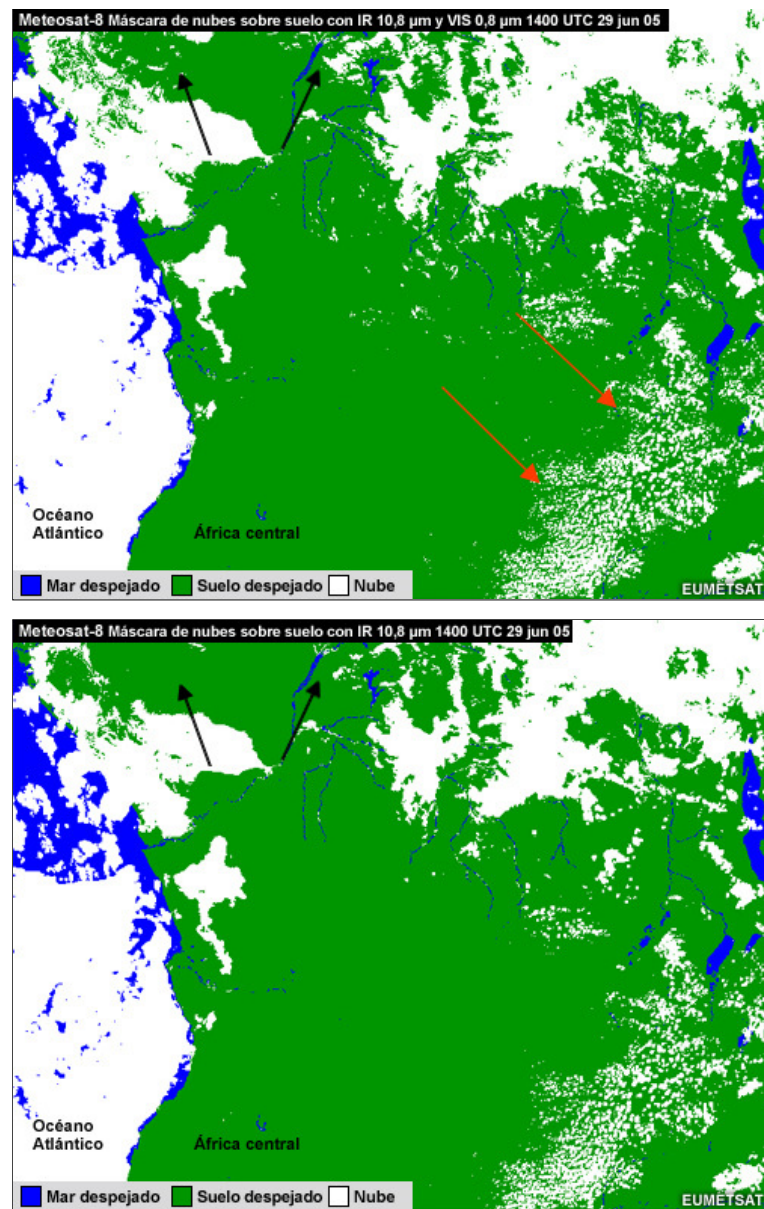 Meteosat-8 Máscara de nubes sobre suelo con IR 10,8 µm y VIS 0,8 µm 1400 UTC 29 jun 05
Océano
Atlántico
África central
Mar despejado Suelo despejado Nube
EUMETSAT
Meteosat-8 Máscara de nubes sobre suelo con IR 10,8 µm 1400 UTC 29 jun 05
Océano
Atlántico
África central
Mar despejado Suelo despejado Nube
EUMETSAT